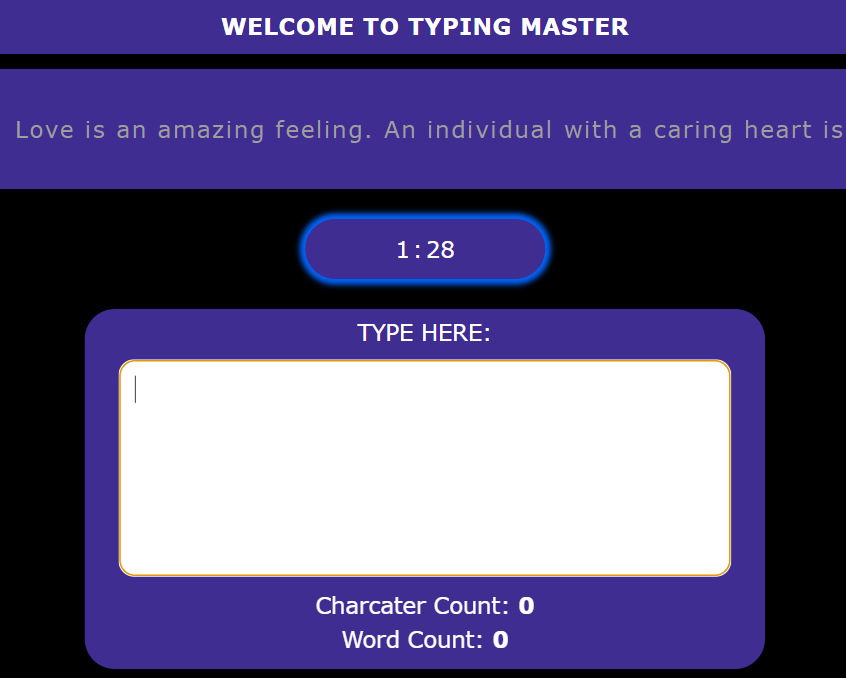 WELCOME TO TYPING MASTER
Love is an amazing feeling. An individual with a caring heart is
1:28
TYPE HERE:
Charcater Count: 0
Word Count: 0